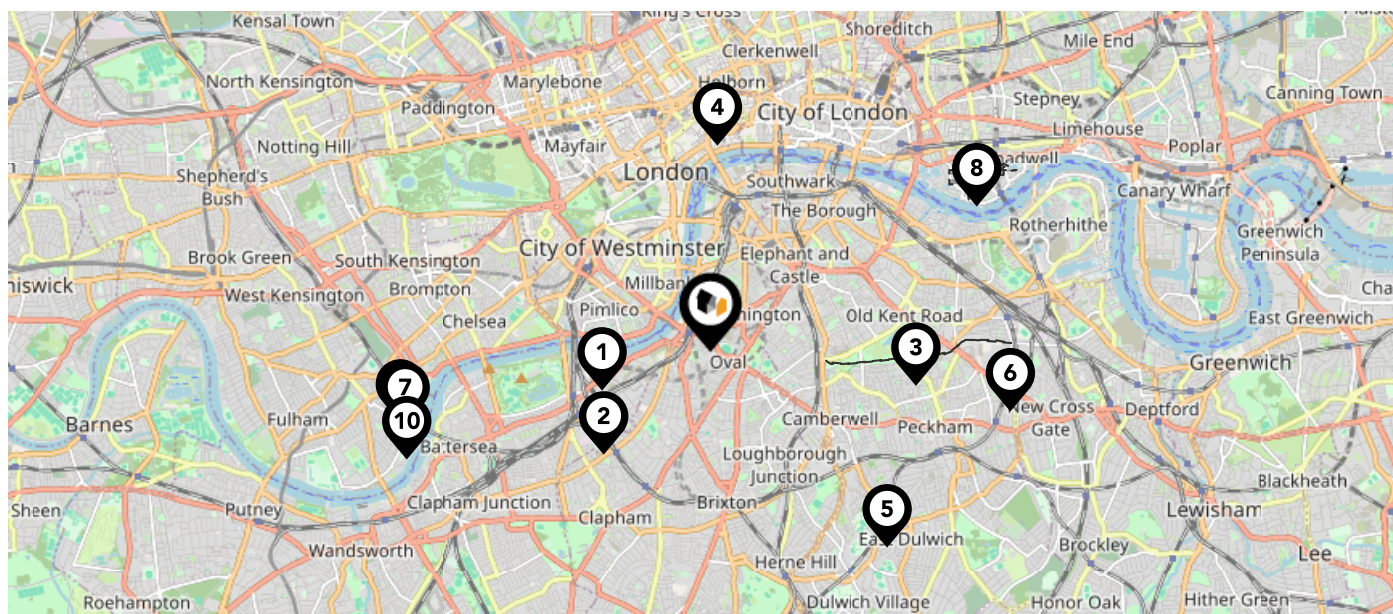 Kensal Town
King's Cross
Shoreditch
Clerkenwell
Mile End
North Kensington
Marylebone
Holborn
Paddington
4
City of London
Stepney
Canning Town
Limehouse
Notting Hill
Mayfair
Poplar
Shepherd's
Bush
London
Southwark
8
adwell
Canary Wharf
The Borough
Rotherhithe
Greenwich
Peninsula
Brook Green
South Kensington
City of Westminster
Elephant and
Castle
hiswick
West Kensington
Brompton
Millban
Cha
Chelsea
Pimlico
nington
Old Kent Road
East Greenwich
1
3
Oval
Greenwich
7
6
10
2
Barnes
Fulham
Battersea
Camberwell
Peckham
New Cross
Gate
Deptford
Loughborough
Junction
Blackheath
Sheen
Putney
Clapham Junction
Clapham
Brixton
5
Lewisham
Wandsworth
East Dulwich
Brockley
Lee
Herne Hill
Roehampton
Dulwich Village
Honor Oak
Hither Green